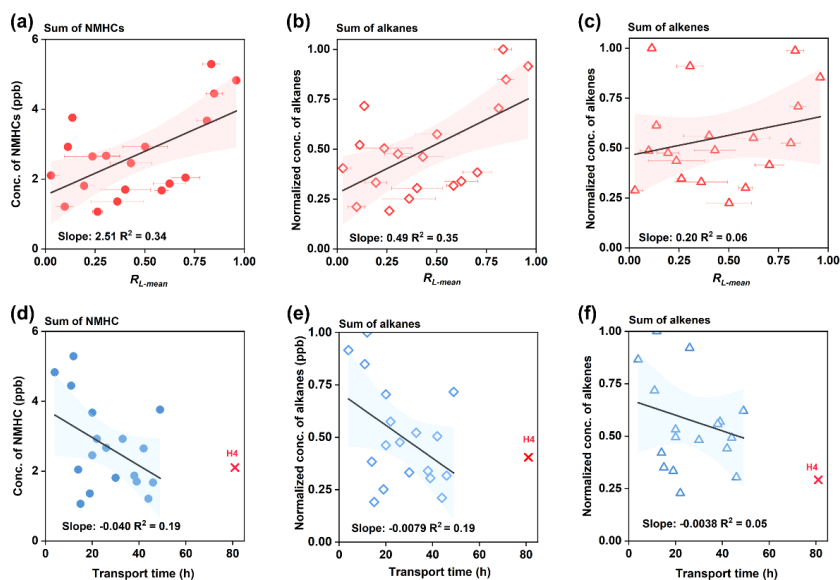 (a) Sum of NMHCs
Conc. of NMHCs (ppb)
6
4
2
0
Slope: 2.51 R² = 0.34
0.00 0.25 0.50 0.75 1.00
R_L-mean
(b) Sum of alkanes
Normalized conc. of alkanes
1.00
0.75
0.50
0.25
0.00
Slope: 0.49 R² = 0.35
0.00 0.25 0.50 0.75 1.00
R_L-mean
(c) Sum of alkenes
Normalized conc. of alkenes
1.00
0.75
0.50
0.25
0.00
Slope: 0.20 R² = 0.06
0.00 0.25 0.50 0.75 1.00
R_L-mean
(d) Sum of NMHC
Conc. of NMHC (ppb)
6
4
2
0
H4
Slope: -0.040 R² = 0.19
0 20 40 60 80
Transport time (h)
(e) Sum of alkanes
Normalized conc. of alkanes (ppb)
1.00
0.75
0.50
0.25
0.00
H4
Slope: -0.0079 R² = 0.19
0 20 40 60 80
Transport time (h)
(f) Sum of alkenes
Normalized conc. of alkenes
1.00
0.75
0.50
0.25
0.00
H4
Slope: -0.0038 R² = 0.05
0 20 40 60 80
Transport time (h)